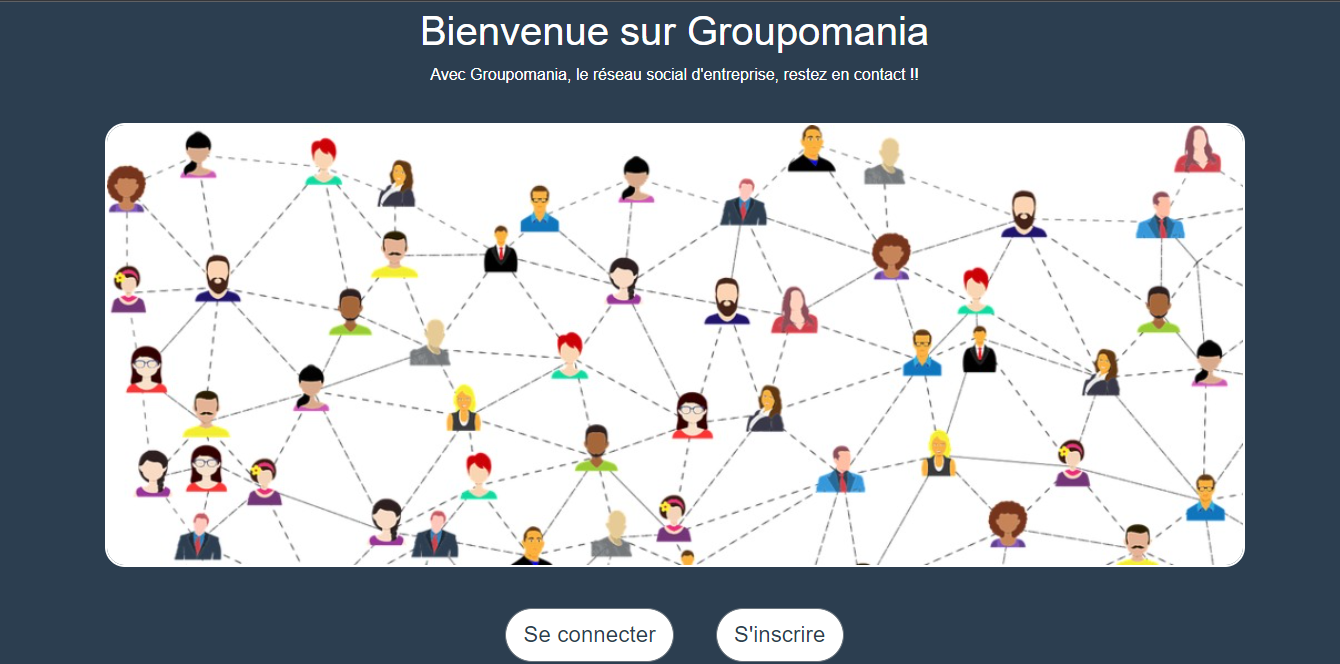 Bienvenue sur Groupomania
Avec Groupomania, le réseau social d'entreprise, restez en contact !!
Se connecter
S'inscrire